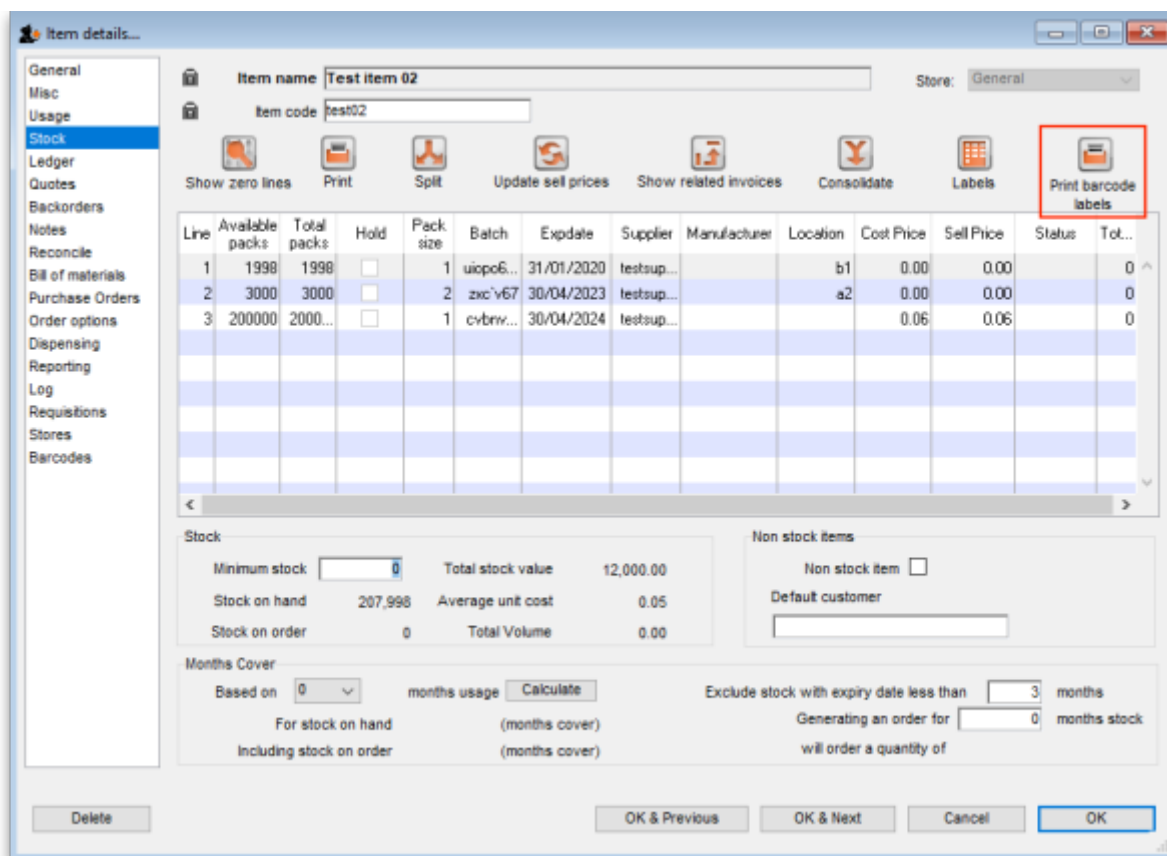 Item details...
General
Misc
Usage
Stock
Ledger
Quotes
Backorders
Notes
Reconcile
Bill of materials
Purchase Orders
Order options
Dispensing
Reporting
Log
Requisitions
Stores
Barcodes
Item name Test item 02 Store: General
Item code test02
Show zero lines Print Split Update sell prices Show related invoices Consolidate Labels Print barcode labels
Line Available packs Total packs Hold Pack size Batch Expdate Supplier Manufacturer Location Cost Price Sell Price Status Tot...
1 1998 1998 1 uiopo6... 31/01/2020 testsup... b1 0.00 0.00 0
2 3000 3000 2 zxc`v67 30/04/2023 testsup... a2 0.00 0.00 0
3 200000 2000... 1 cvbnv... 30/04/2024 testsup... 0.06 0.06 0
Stock
Minimum stock 0 Total stock value 12,000.00
Stock on hand 207,998 Average unit cost 0.05
Stock on order 0 Total Volume 0.00
Non stock items
Non stock item
Default customer
Months Cover
Based on 0 months usage Calculate
For stock on hand (months cover)
Including stock on order (months cover)
Exclude stock with expiry date less than 3 months
Generating an order for 0 months stock
will order a quantity of
Delete OK & Previous OK & Next Cancel OK